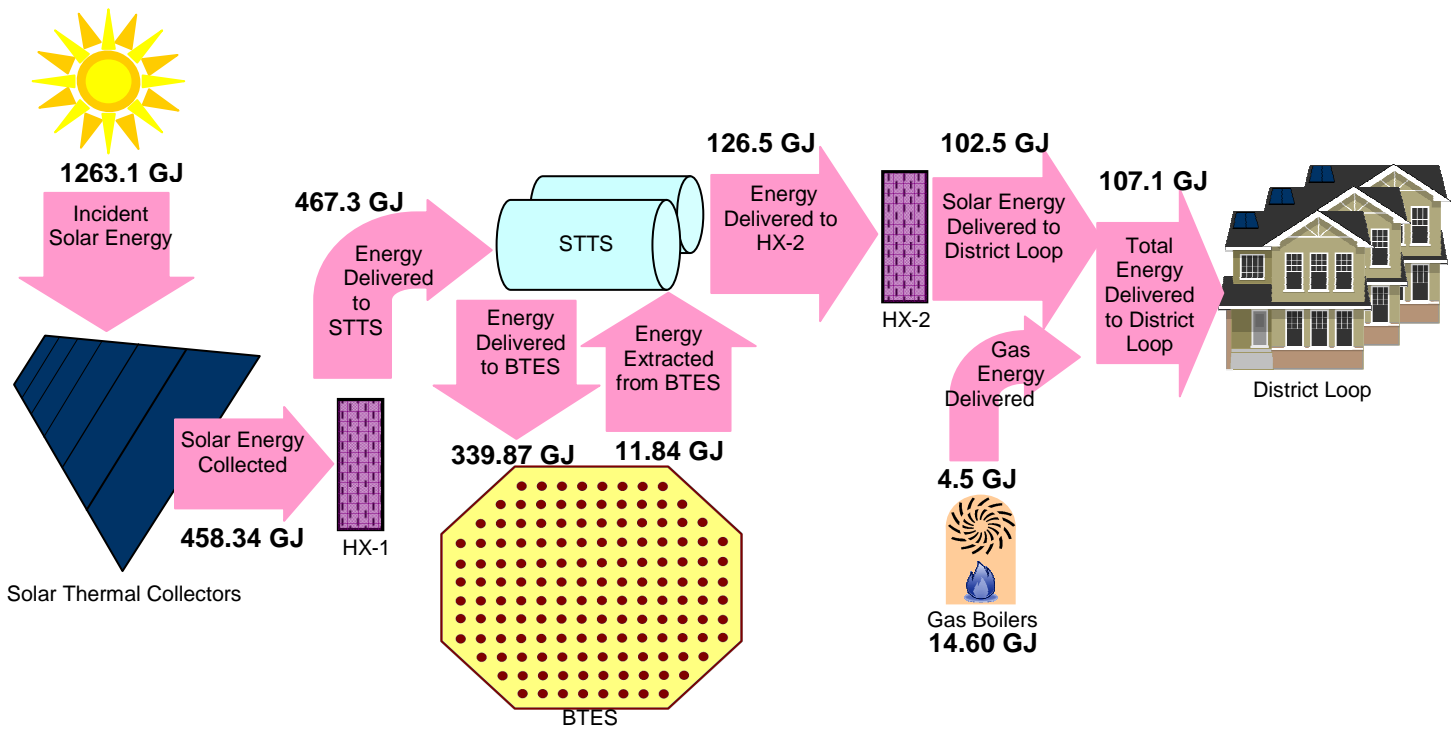 1263.1 GJ
Incident
Solar Energy
Solar Thermal Collectors
Solar Energy
Collected
458.34 GJ
HX-1
467.3 GJ
Energy
Delivered
to
STTS
STTS
Energy
Delivered
to BTES
339.87 GJ
Energy
Extracted
from BTES
11.84 GJ
BTES
126.5 GJ
Energy
Delivered to
HX-2
HX-2
102.5 GJ
Solar Energy
Delivered to
District Loop
Gas
Energy
Delivered
4.5 GJ
Gas Boilers
14.60 GJ
107.1 GJ
Total
Energy
Delivered
to District
Loop
District Loop